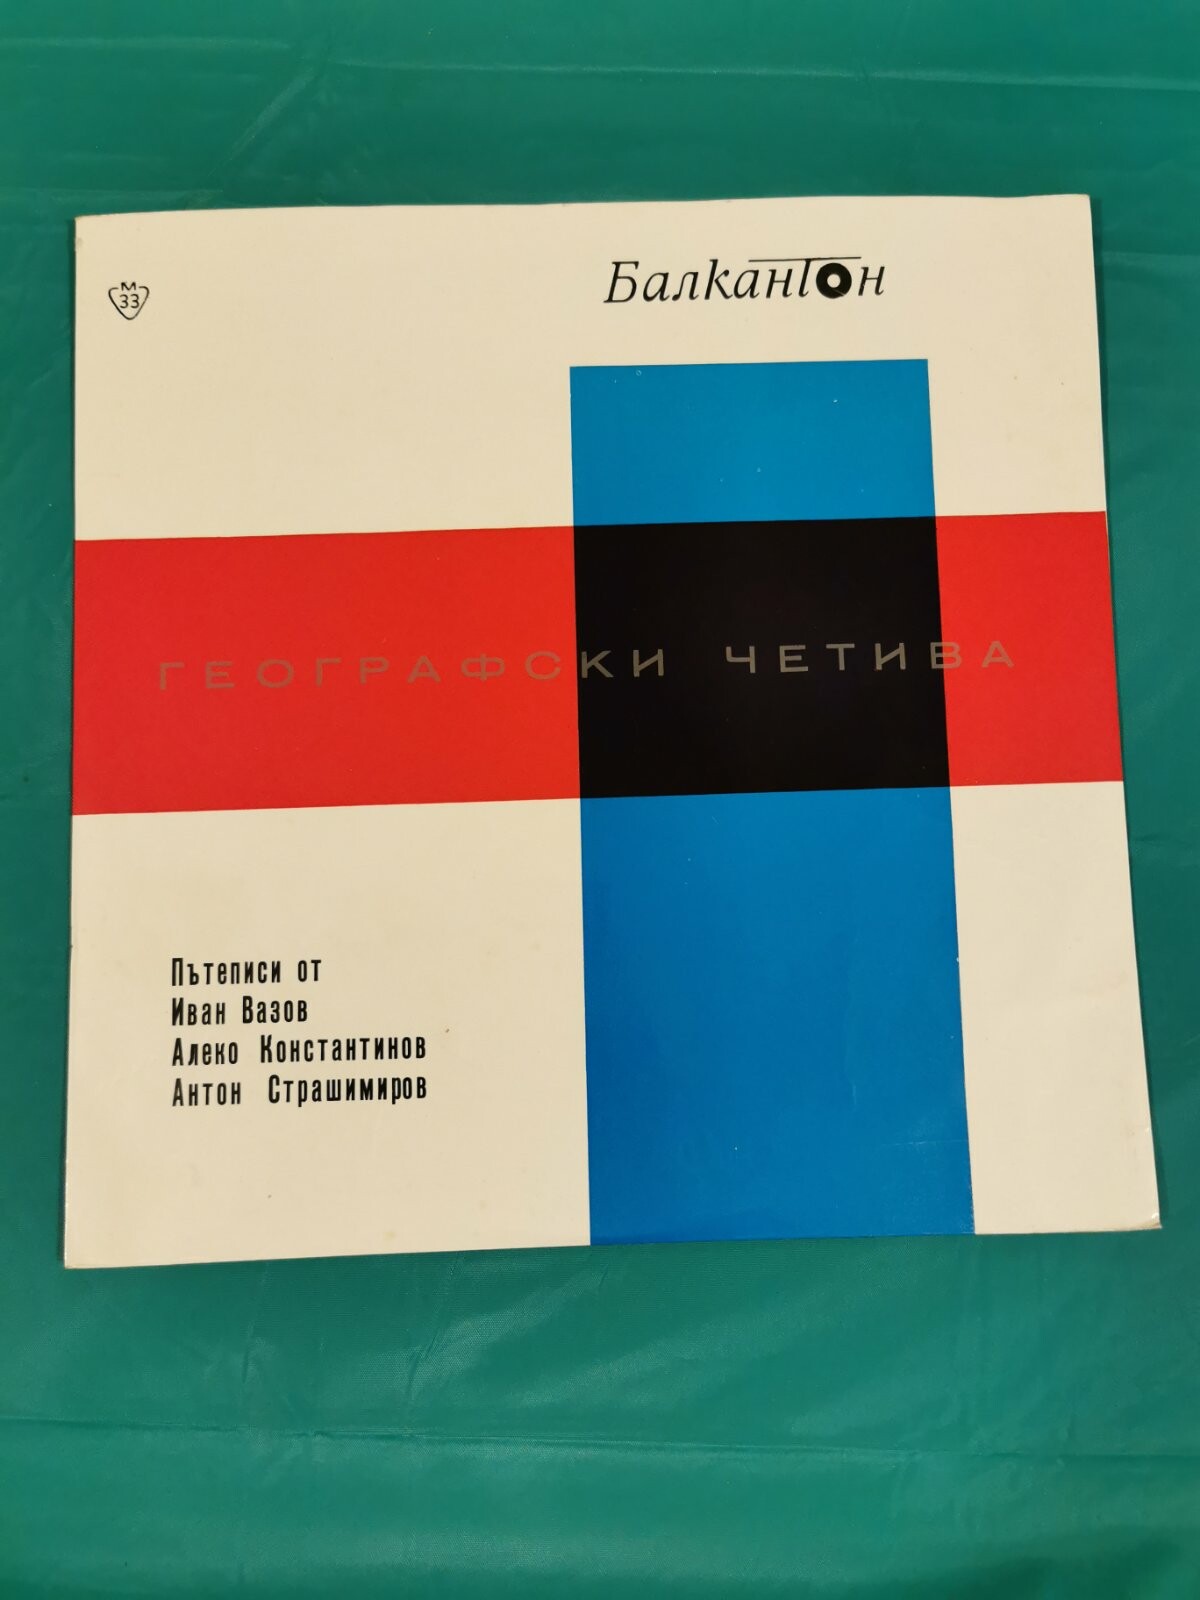 Балкантон
М
33
ГЕОГРАФСКИ ЧЕТИВА
Пътеписи от
Иван Вазов
Алеко Константинов
Антон Страшимиров